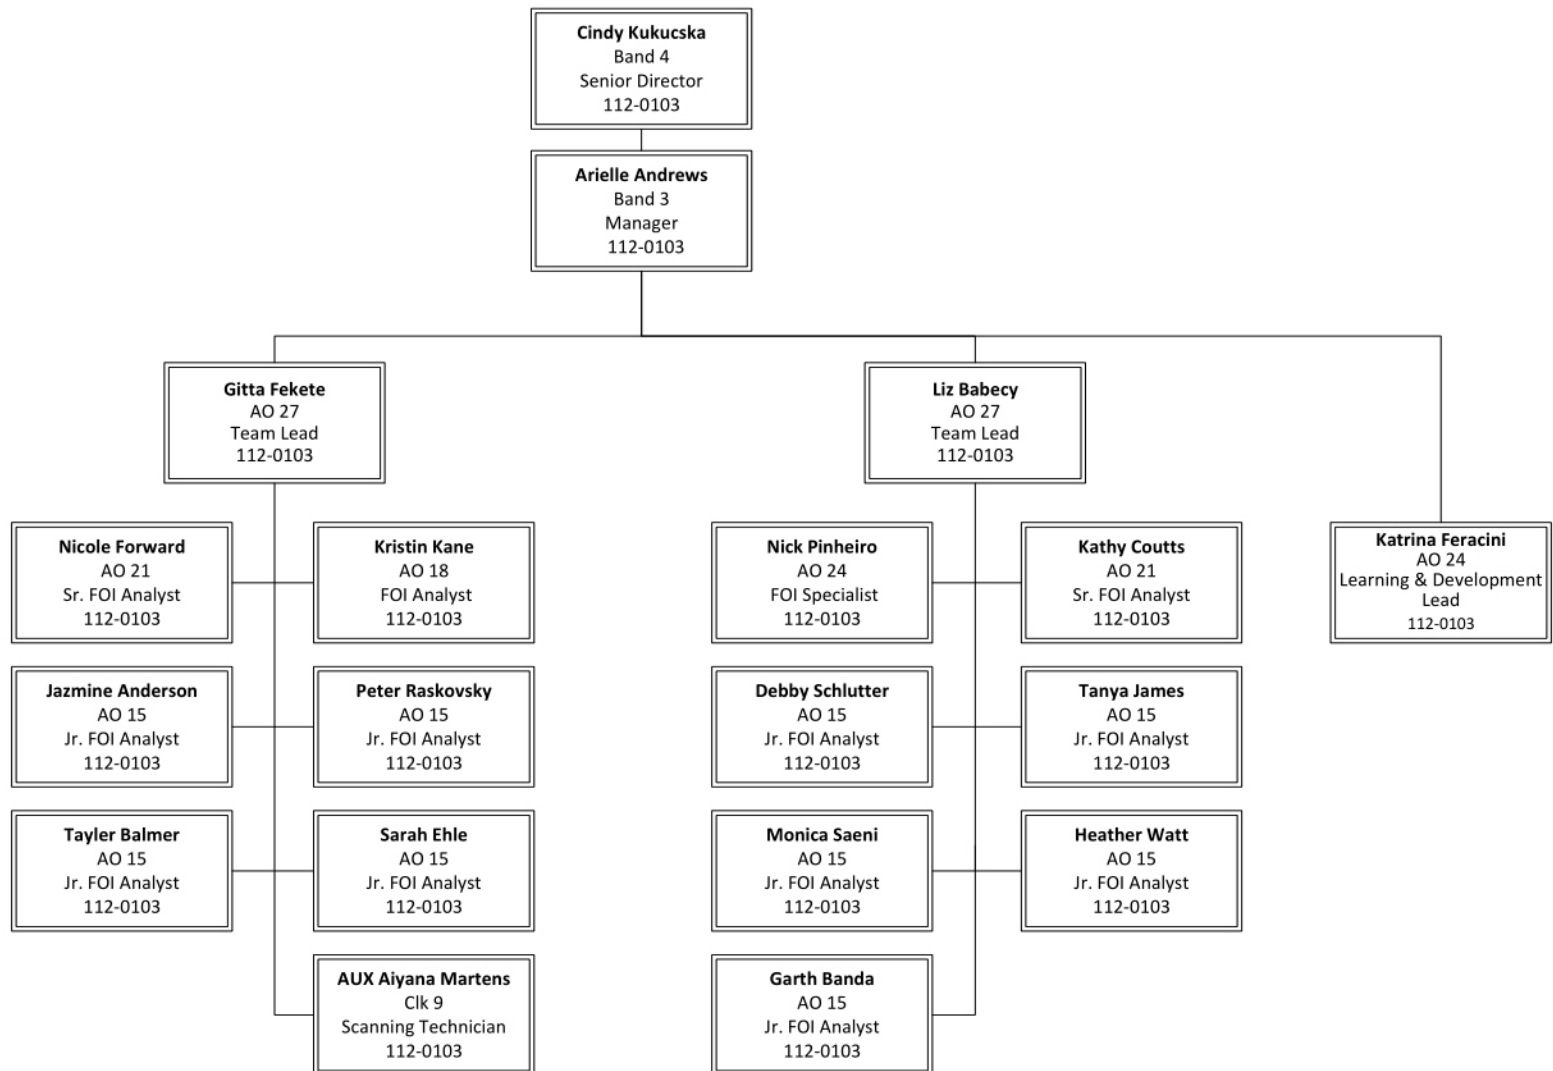 Cindy Kukucska
Band 4
Senior Director
112-0103
Arielle Andrews
Band 3
Manager
112-0103
Gitta Fekete
AO 27
Team Lead
112-0103
Liz Babecy
AO 27
Team Lead
112-0103
Nicole Forward
AO 21
Sr. FOI Analyst
112-0103
Kristin Kane
AO 18
FOI Analyst
112-0103
Nick Pinheiro
AO 24
FOI Specialist
112-0103
Kathy Coutts
AO 21
Sr. FOI Analyst
112-0103
Katrina Feracini
AO 24
Learning & Development
Lead
112-0103
Jazmine Anderson
AO 15
Jr. FOI Analyst
112-0103
Peter Raskovsky
AO 15
Jr. FOI Analyst
112-0103
Debby Schlutter
AO 15
Jr. FOI Analyst
112-0103
Tanya James
AO 15
Jr. FOI Analyst
112-0103
Tayler Balmer
AO 15
Jr. FOI Analyst
112-0103
Sarah Ehle
AO 15
Jr. FOI Analyst
112-0103
Monica Saeni
AO 15
Jr. FOI Analyst
112-0103
Heather Watt
AO 15
Jr. FOI Analyst
112-0103
AUX Aiyana Martens
Clk 9
Scanning Technician
112-0103
Garth Banda
AO 15
Jr. FOI Analyst
112-0103